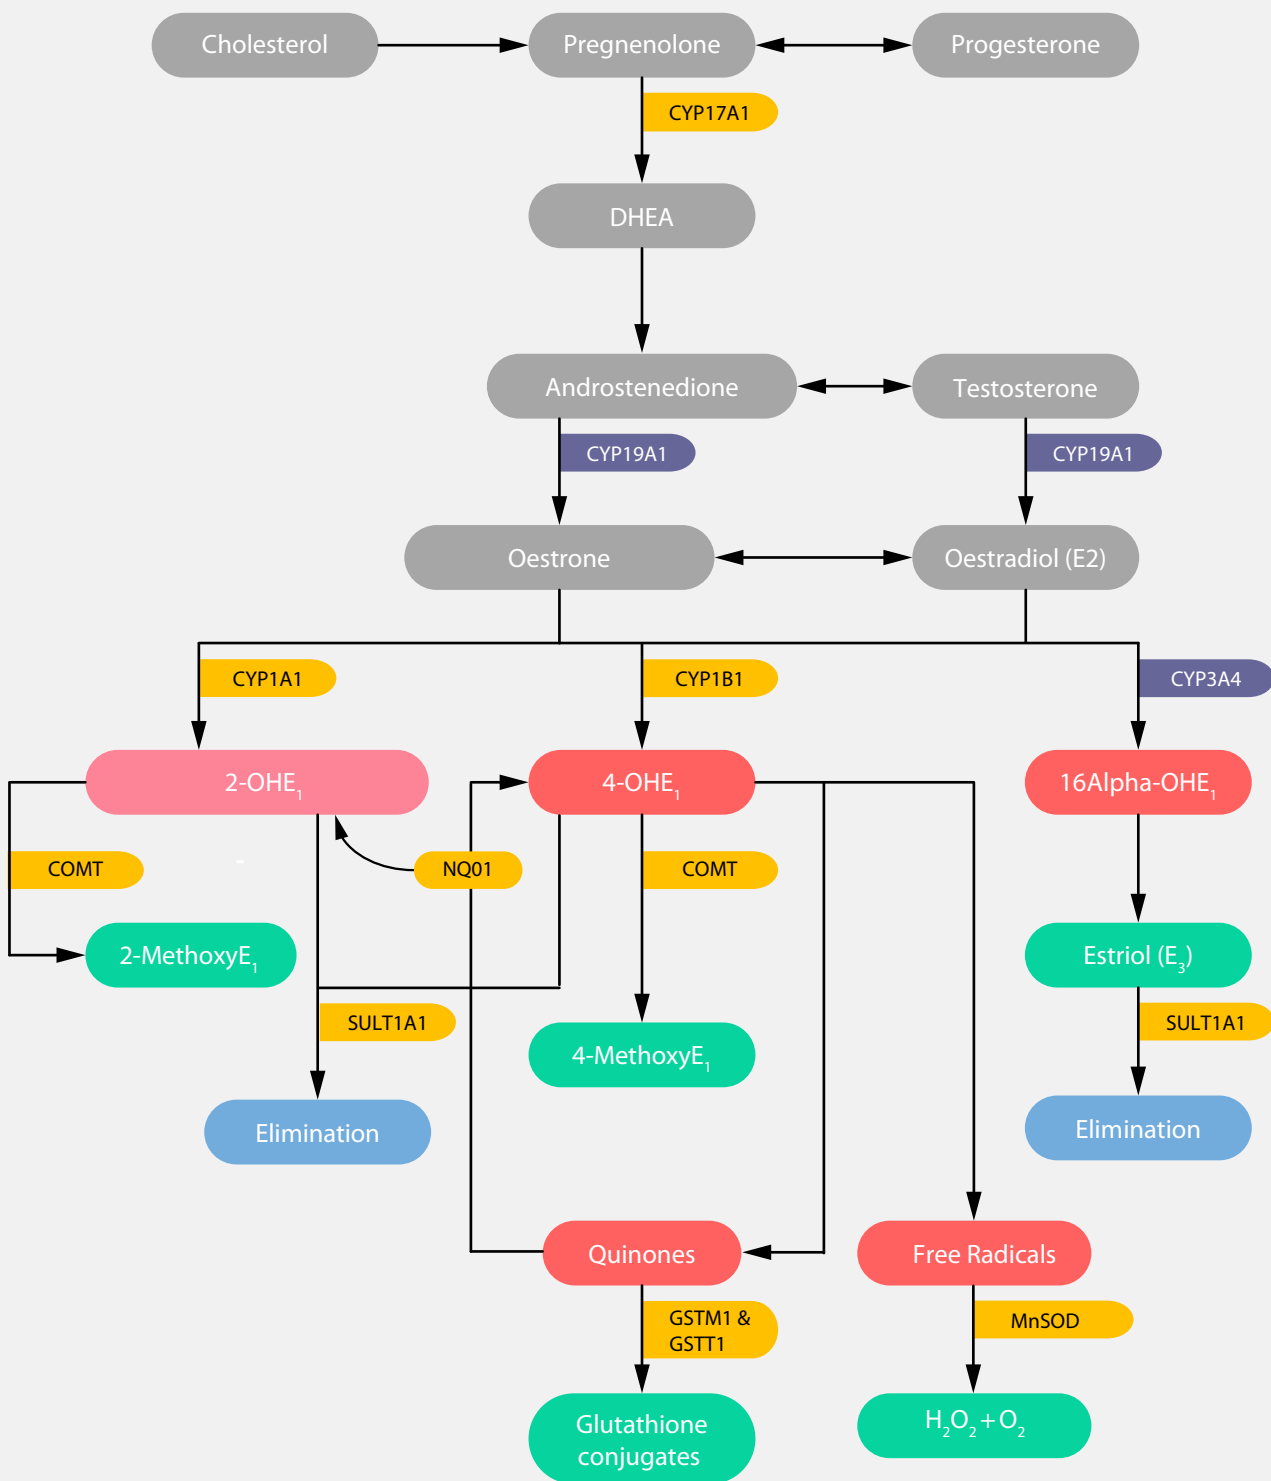 Cholesterol
Pregnenolone
Progesterone
CYP17A1
DHEA
Androstenedione
Testosterone
CYP19A1
CYP19A1
Oestrone
Oestradiol (E2)
CYP1A1
CYP1B1
CYP3A4
2-OHE₁
4-OHE₁
16Alpha-OHE₁
COMT
-
NQ01
COMT
2-MethoxyE₁
Estriol (E₃)
SULT1A1
SULT1A1
4-MethoxyE₁
Elimination
Elimination
Quinones
Free Radicals
GSTM1 &
GSTT1
MnSOD
Glutathione
conjugates
H₂O₂ + O₂